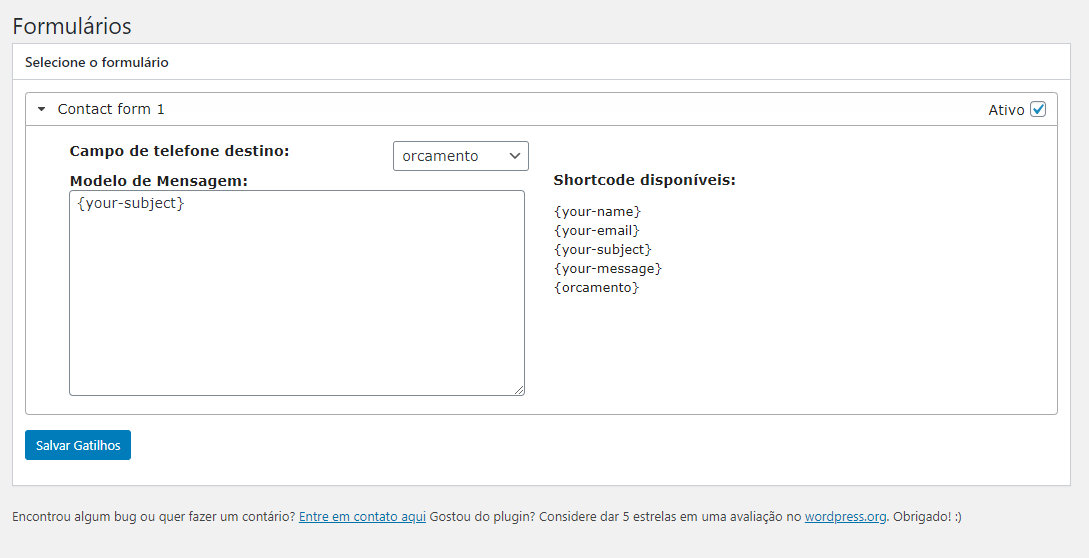 Formulários
Selecione o formulário
Contact form 1
Ativo
Campo de telefone destino:
orcamento
Modelo de Mensagem:
{your-subject}
Shortcode disponíveis:
{your-name}
{your-email}
{your-subject}
{your-message}
{orcamento}
Salvar Gatilhos
Encontrou algum bug ou quer fazer um contário? Entre em contato aqui Gostou do plugin? Considere dar 5 estrelas em uma avaliação no wordpress.org. Obrigado! :)